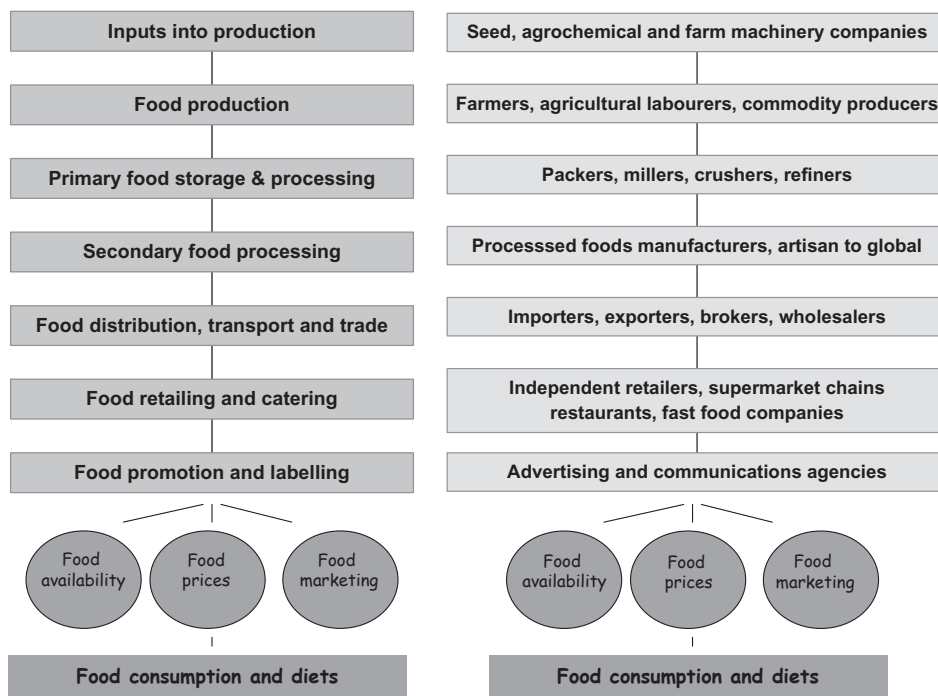 Inputs into production
Food production
Primary food storage & processing
Secondary food processing
Food distribution, transport and trade
Food retailing and catering
Food promotion and labelling
Food
availability
Food
prices
Food
marketing
Food consumption and diets
Seed, agrochemical and farm machinery companies
Farmers, agricultural labourers, commodity producers
Packers, millers, crushers, refiners
Processsed foods manufacturers, artisan to global
Importers, exporters, brokers, wholesalers
Independent retailers, supermarket chains
restaurants, fast food companies
Advertising and communications agencies
Food
availability
Food
prices
Food
marketing
Food consumption and diets